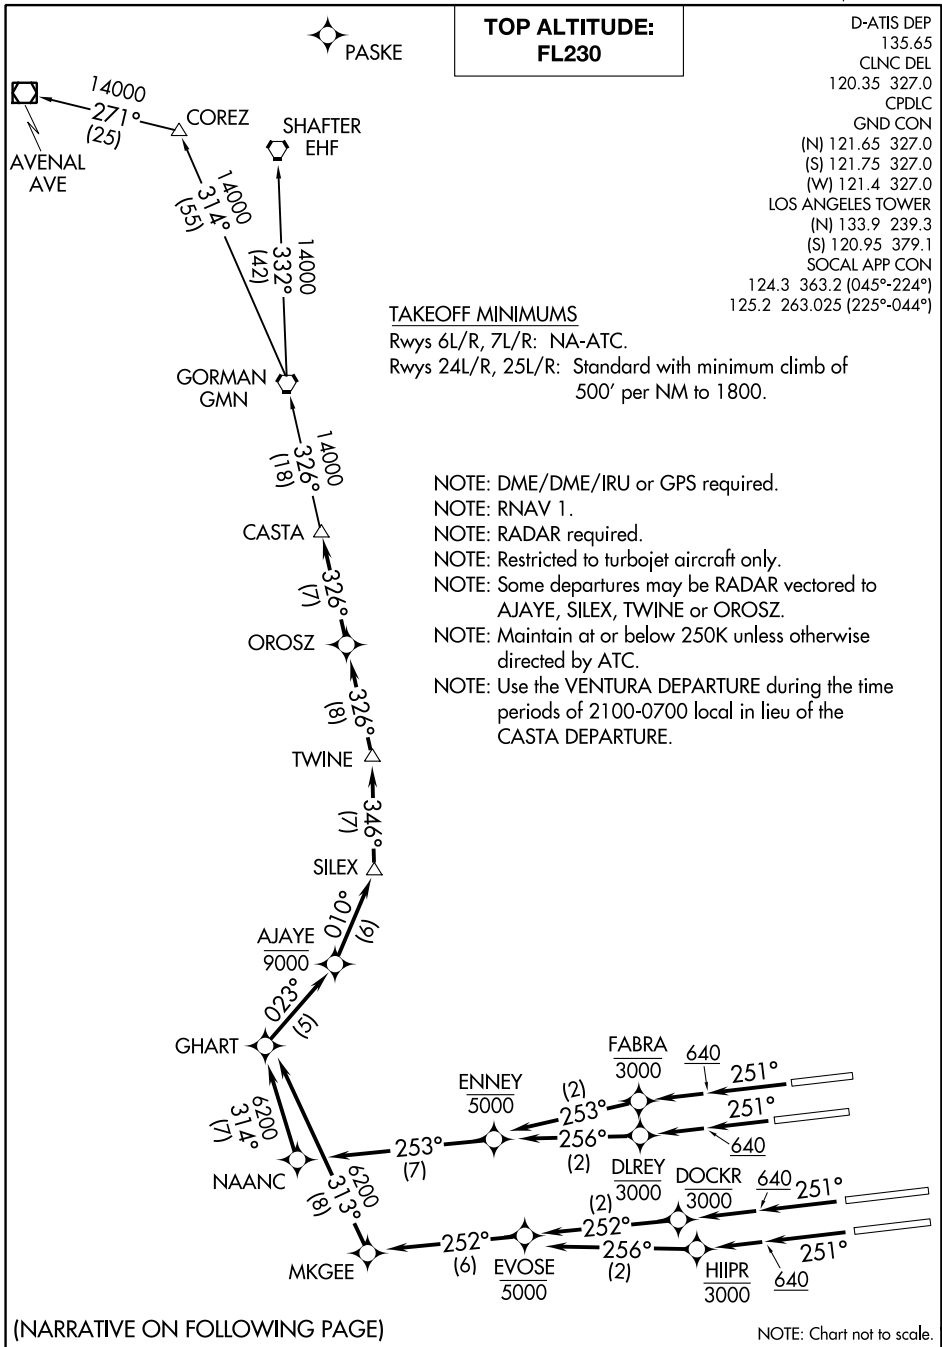 TOP ALTITUDE:
FL230
D-ATIS DEP
135.65
CLNC DEL
120.35 327.0
CPDLC
GND CON
(N) 121.65 327.0
(S) 121.75 327.0
(W) 121.4 327.0
LOS ANGELES TOWER
(N) 133.9 239.3
(S) 120.95 379.1
SOCAL APP CON
124.3 363.2 (045°-224°)
125.2 263.025 (225°-044°)
PASKE
14000
271°
(25)
COREZ
AVENAL
AVE
SHAFTER
EHF
14000
314°
(55)
14000
332°
(42)
TAKEOFF MINIMUMS
Rwys 6L/R, 7L/R: NA-ATC.
Rwys 24L/R, 25L/R: Standard with minimum climb of
500' per NM to 1800.
GORMAN
GMN
14000
326°
(18)
NOTE: DME/DME/IRU or GPS required.
NOTE: RNAV 1.
NOTE: RADAR required.
NOTE: Restricted to turbojet aircraft only.
NOTE: Some departures may be RADAR vectored to
AJAYE, SILEX, TWINE or OROSZ.
NOTE: Maintain at or below 250K unless otherwise
directed by ATC.
NOTE: Use the VENTURA DEPARTURE during the time
periods of 2100-0700 local in lieu of the
CASTA DEPARTURE.
CASTA
326°
(7)
OROSZ
326°
(8)
TWINE
346°
(7)
SILEX
010°
(6)
AJAYE
9000
023°
(5)
GHART
6200
314°
(7)
NAANC
6200
313°
(8)
MKGEE
FABRA
3000
640
251°
ENNEY
5000
(2)
253°
251°
253°
(7)
256°
(2)
640
DLREY
3000
DOCKR
3000
640
251°
(2)
252°
252°
(6)
EVOSE
5000
256°
(2)
HIIPR
3000
640
251°
(NARRATIVE ON FOLLOWING PAGE)
NOTE: Chart not to scale.